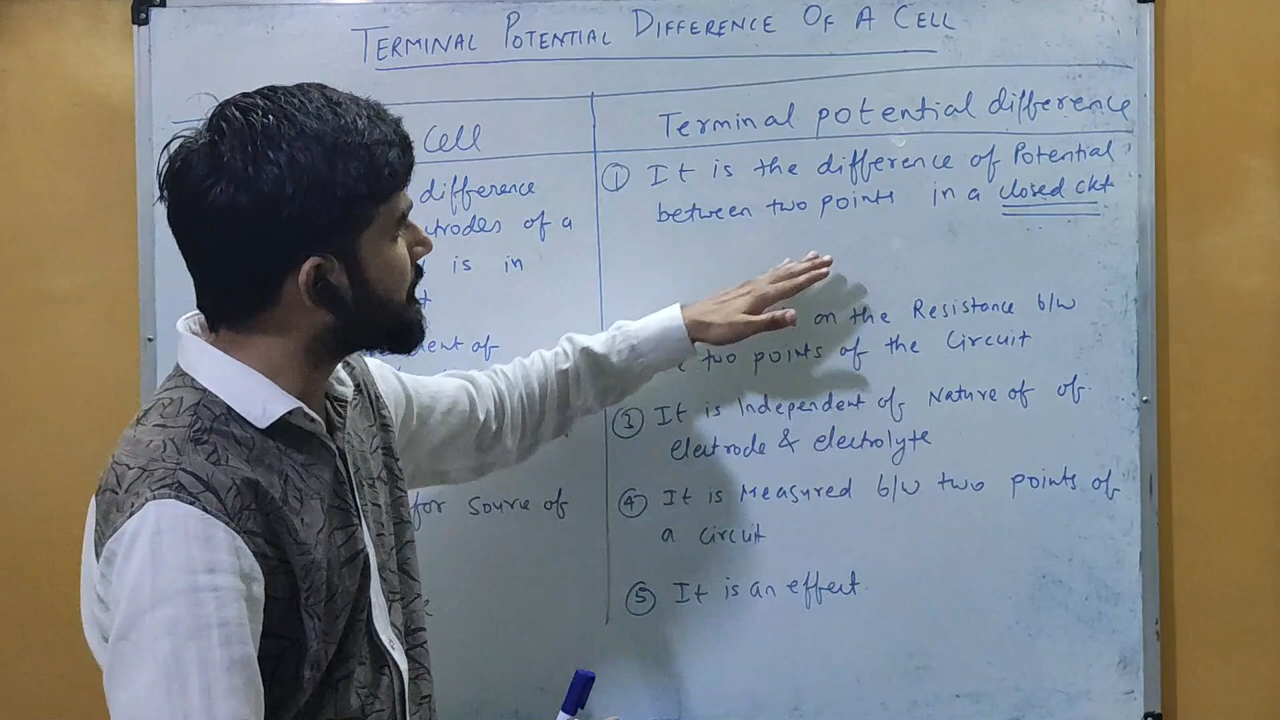 TERMINAL POTENTIAL DIFFERENCE OF A CELL
Cell
difference
trodes of a
is in
ent of
for source of
Terminal potential difference
① It is the difference of Potential
between two points in a closed ckt
on the Resistance b/w
two points of the Circuit
③ It is Independent of Nature of of
electrode & electrolyte
④ It is Measured b/w two points of
a circuit
⑤ It is an effect.